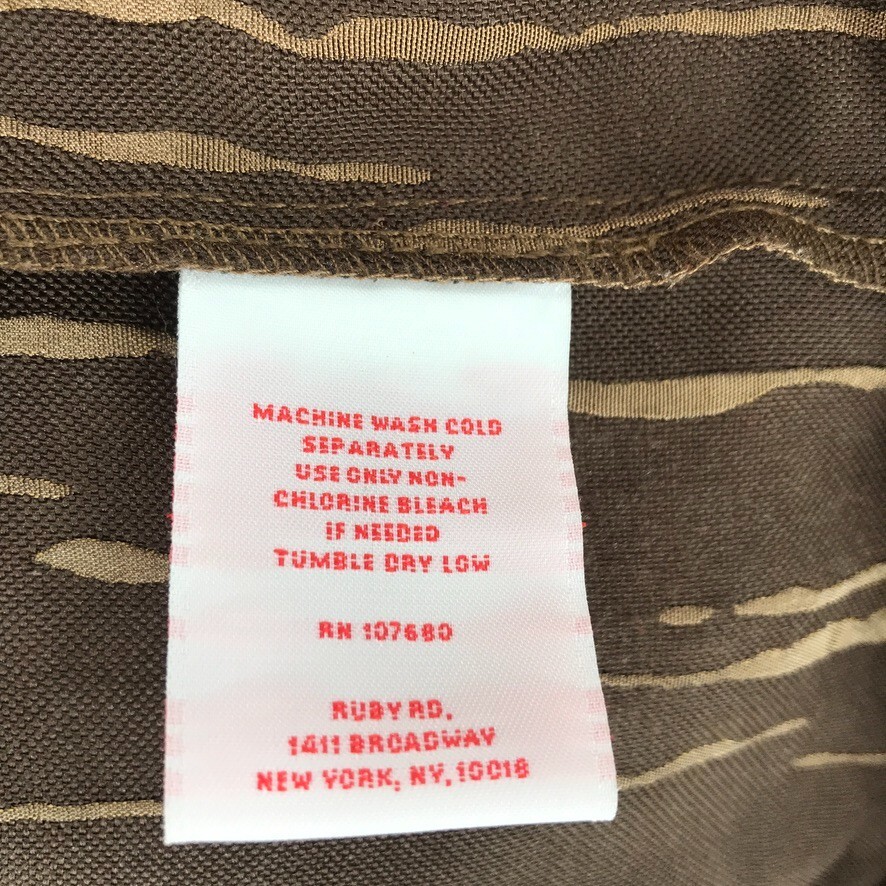 MACHINE WASH COLD
SEPARATELY
USE ONLY NON-
CHLORINE BLEACH
IF NEEDED
TUMBLE DRY LOW
RN 107680
RUBY RD.
1411 BROADWAY
NEW YORK, NY, 10018